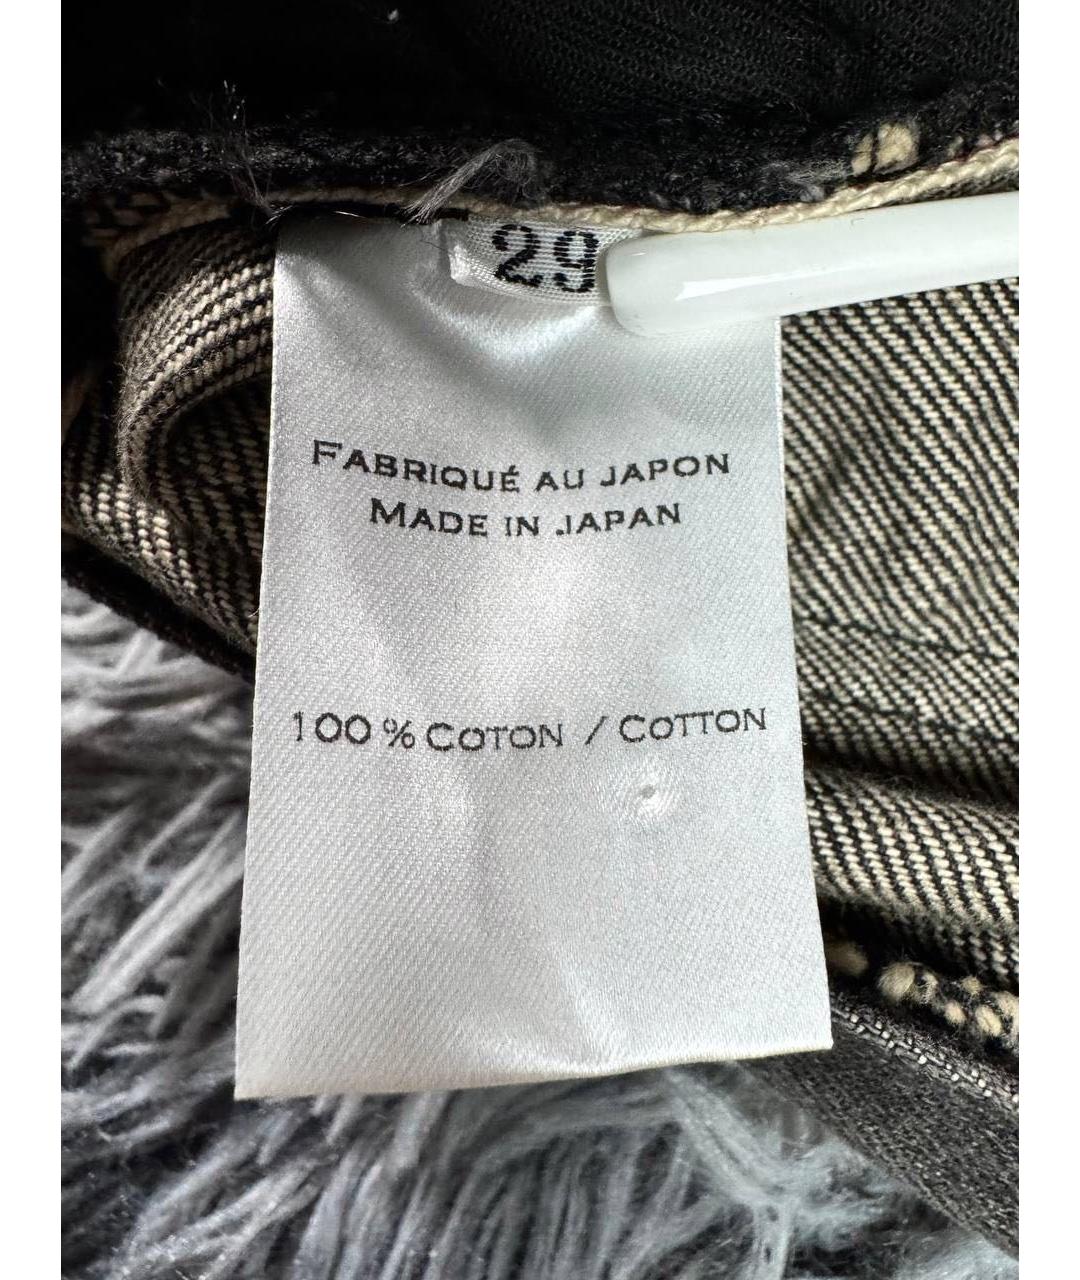 29
FABRIQUÉ AU JAPON
MADE IN JAPAN
100 % COTON / COTTON